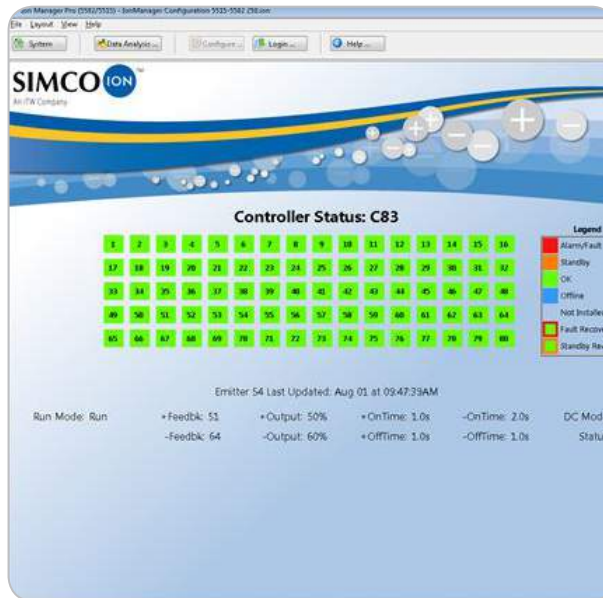 Ion Manager Pro (5582/5515) - IonManager Configuration 5515-5582 258.ion
File Layout View Help
System Data Analysis ... Configure ... Login ... Help ...
SIMCO ION ™
An ITW Company
Controller Status: C83
Legend
1 2 3 4 5 6 7 8 9 10 11 12 13 14 15 16
Alarm/Fault
17 18 19 20 21 22 23 24 25 26 27 28 29 30 31 32
Standby
OK
33 34 35 36 37 38 39 40 41 42 43 44 45 46 47 48
Offline
49 50 51 52 53 54 55 56 57 58 59 60 61 62 63 64
Not Installe
Fault Recove
65 66 67 68 69 70 71 72 73 74 75 76 77 78 79 80
Standby Rec
Emitter 54 Last Updated: Aug 01 at 09:47:39AM
Run Mode: Run +Feedbk: 51 +Output: 50% +OnTime: 1.0s -OnTime: 2.0s DC Mod
-Feedbk: 64 -Output: 60% +OffTime: 1.0s -OffTime: 1.0s Statu